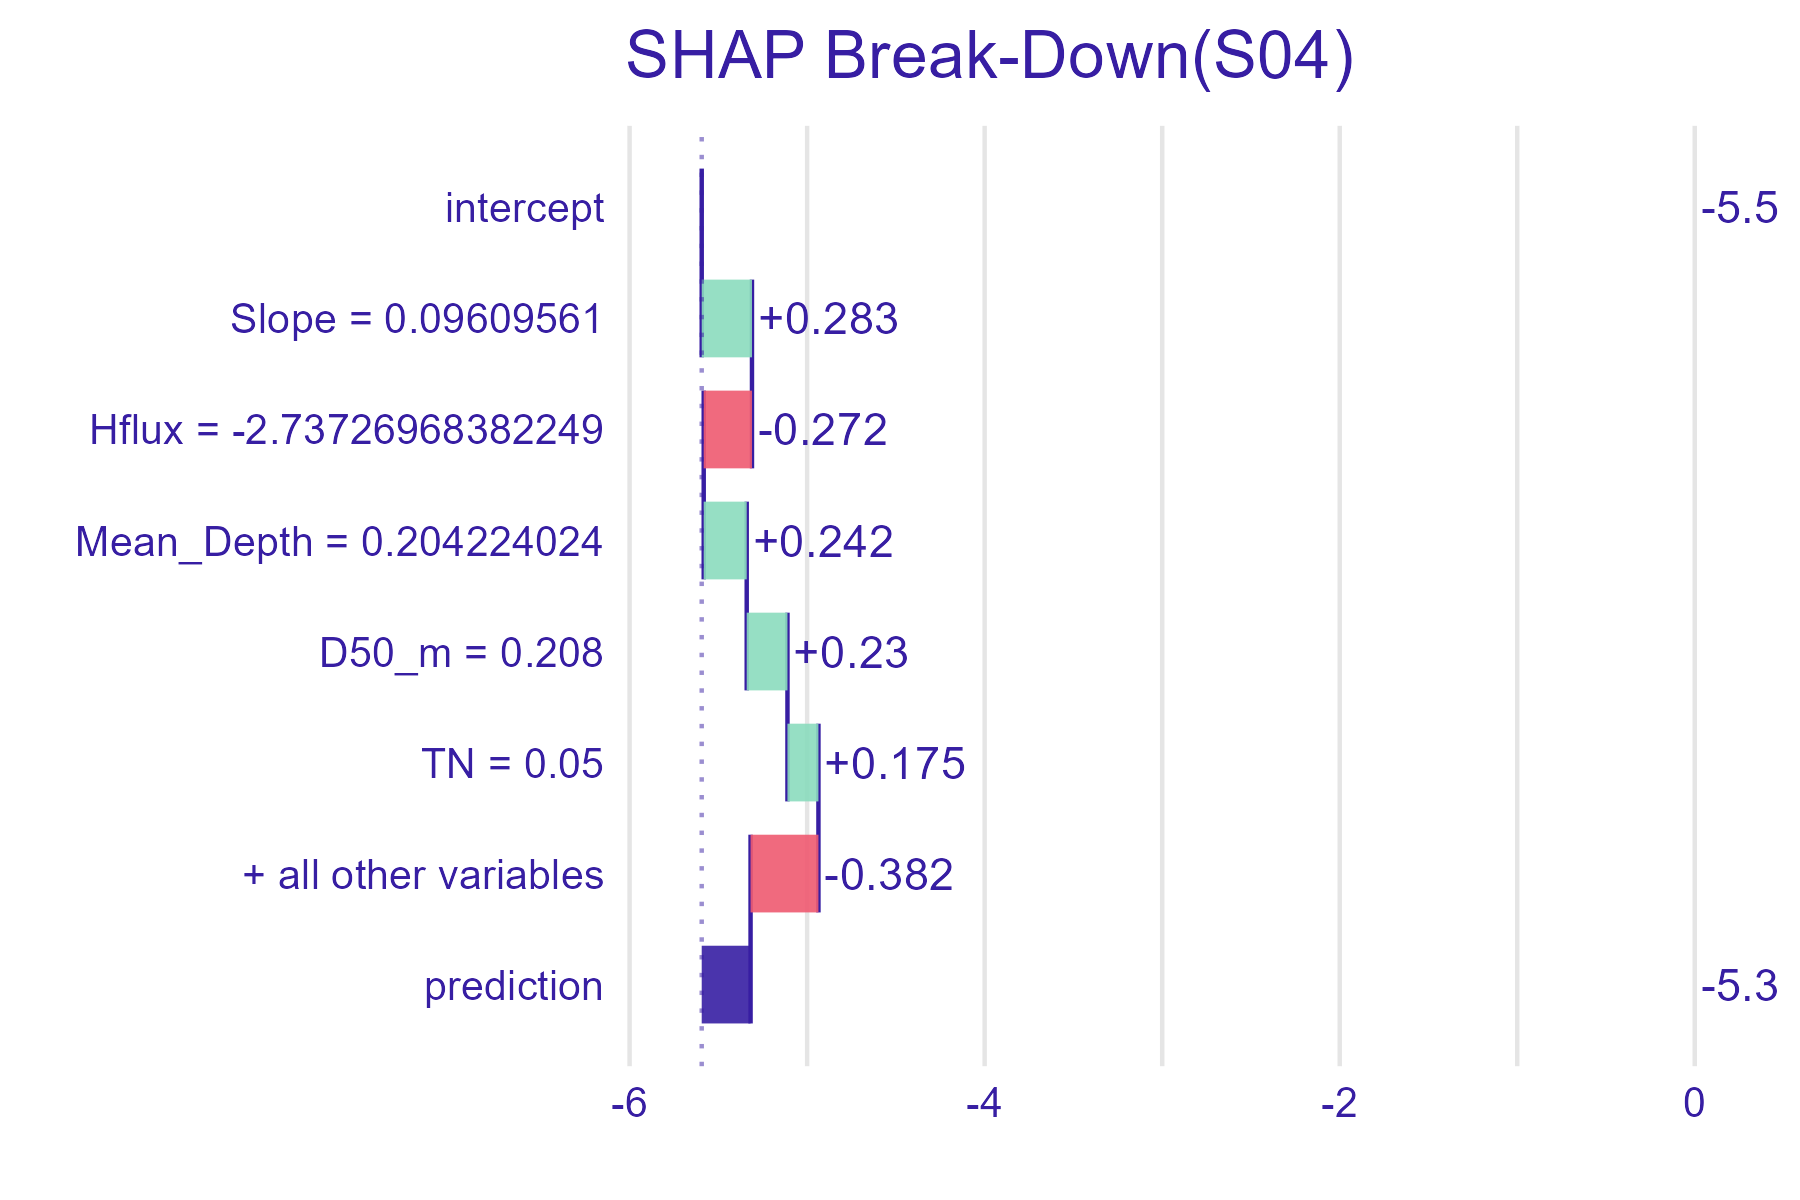 SHAP Break-Down(S04)
intercept -5.5
Slope = 0.09609561 +0.283
Hflux = -2.73726968382249 -0.272
Mean_Depth = 0.204224024 +0.242
D50_m = 0.208 +0.23
TN = 0.05 +0.175
+ all other variables -0.382
prediction -5.3
-6 -4 -2 0